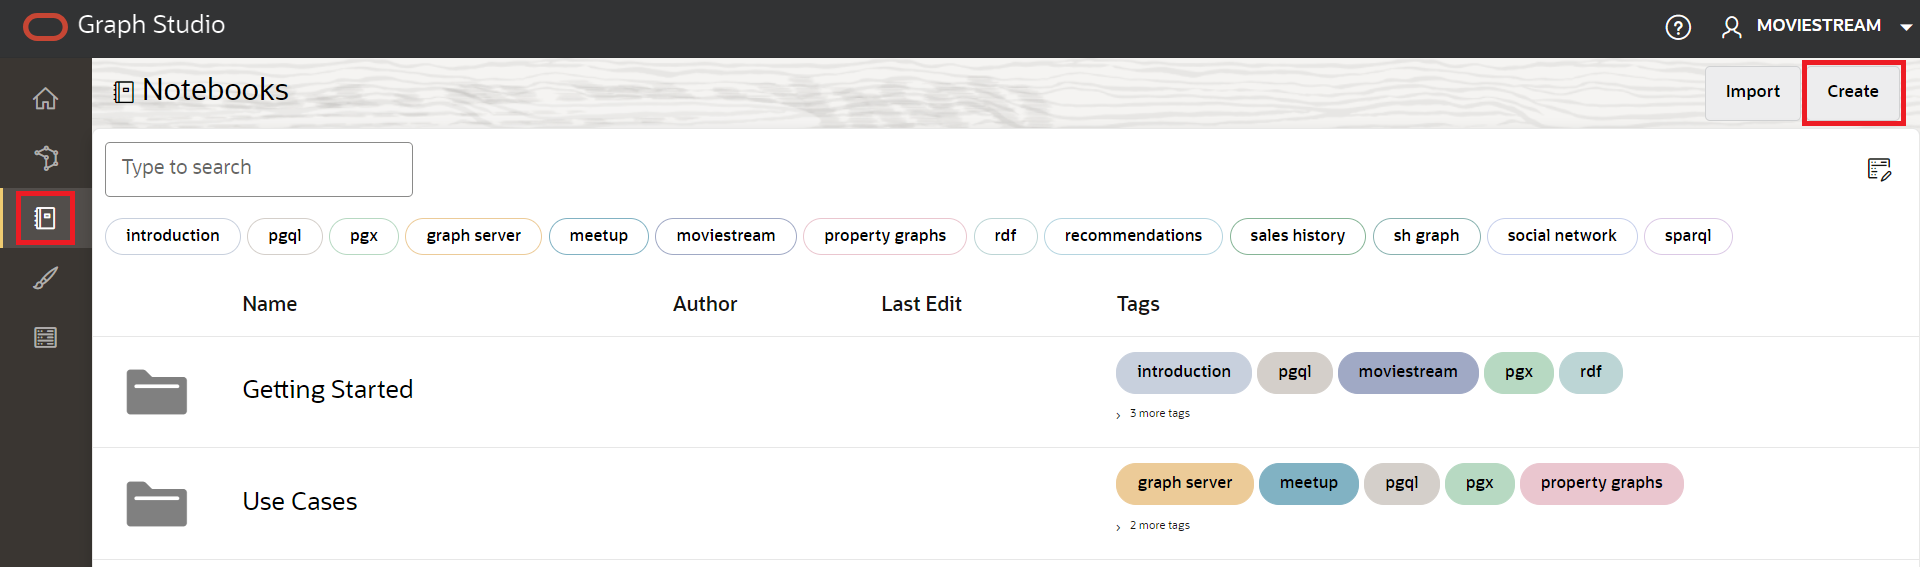 Graph Studio
MOVIESTREAM
Notebooks
Import
Create
Type to search
introduction pgql pgx graph server meetup moviestream property graphs rdf recommendations sales history sh graph social network sparql
Name Author Last Edit Tags
Getting Started
introduction pgql moviestream pgx rdf
3 more tags
Use Cases
graph server meetup pgql pgx property graphs
2 more tags